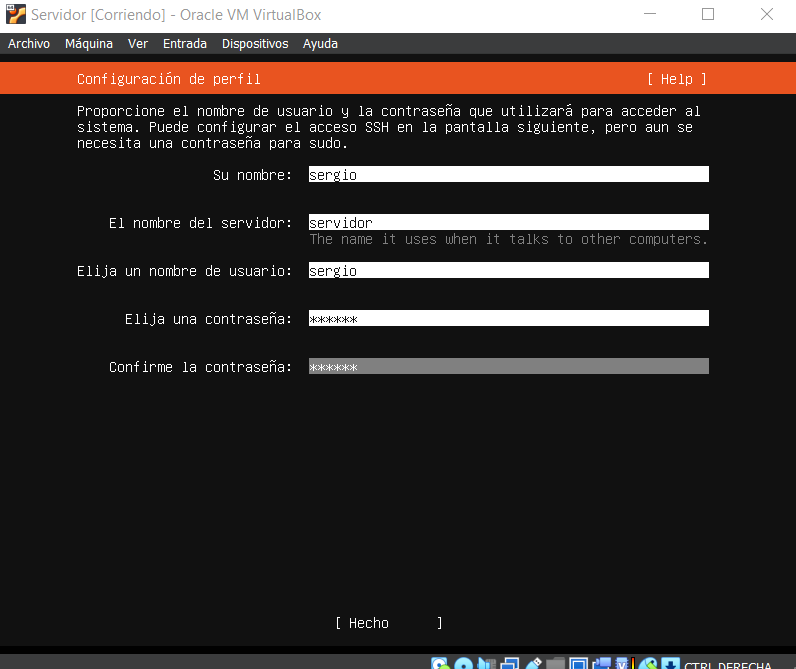 Servidor [Corriendo] - Oracle VM VirtualBox
Archivo Máquina Ver Entrada Dispositivos Ayuda
Configuración de perfil [ Help ]
Proporcione el nombre de usuario y la contraseña que utilizará para acceder al
sistema. Puede configurar el acceso SSH en la pantalla siguiente, pero aun se
necesita una contraseña para sudo.
Su nombre: sergio
El nombre del servidor: servidor
The name it uses when it talks to other computers.
Elija un nombre de usuario: sergio
Elija una contraseña: ******
Confirme la contraseña: ******
[ Hecho ]
CTRL DERECHA